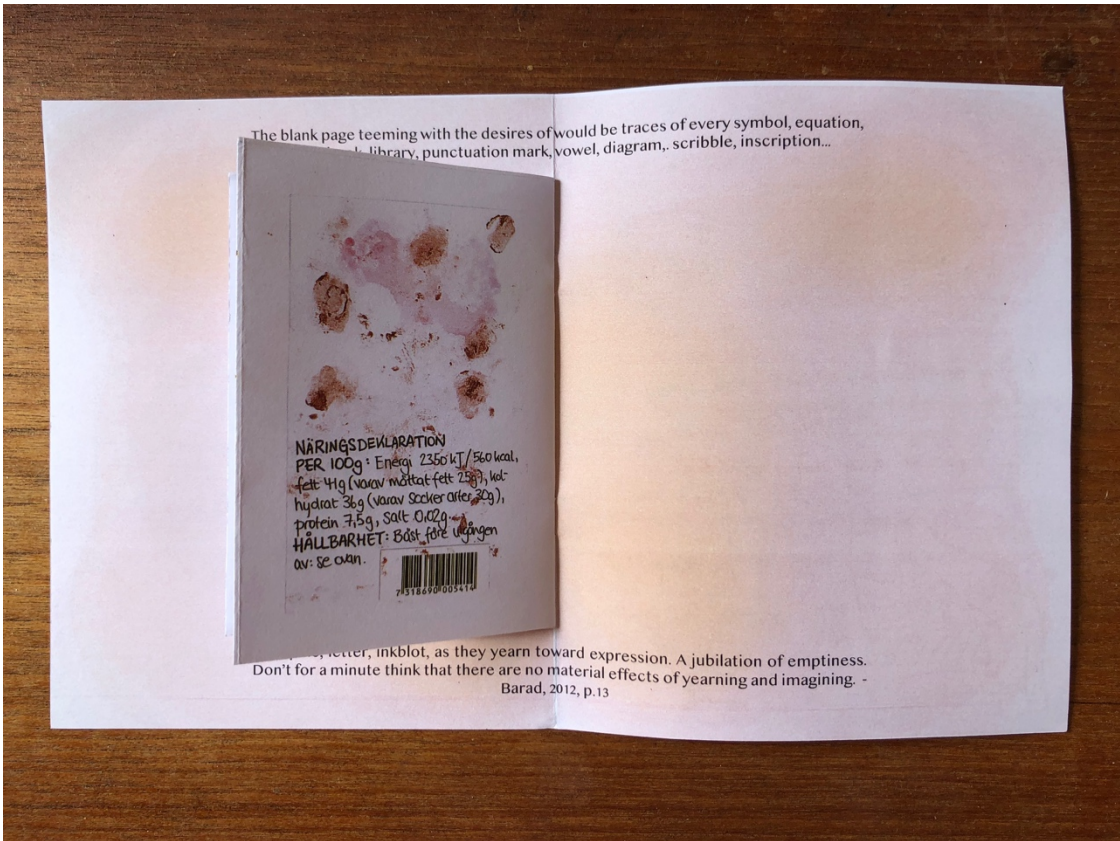 The blank page teeming with the desires of would be traces of every symbol, equation,
library, punctuation mark, vowel, diagram,. scribble, inscription...
NÄRINGSDEKLARATION
PER 100g: Energi 2350 kJ/560 kcal,
fett 41g (varav mättat fett 25g), kol-
hydrat 36g (varav sockerarter 30g),
protein 7,5g, salt 0,02g.
HÅLLBARHET: Bäst före utgången
av: se ovan.
7 318690 005414
letter, inkblot, as they yearn toward expression. A jubilation of emptiness.
Don't for a minute think that there are no material effects of yearning and imagining. -
Barad, 2012, p.13